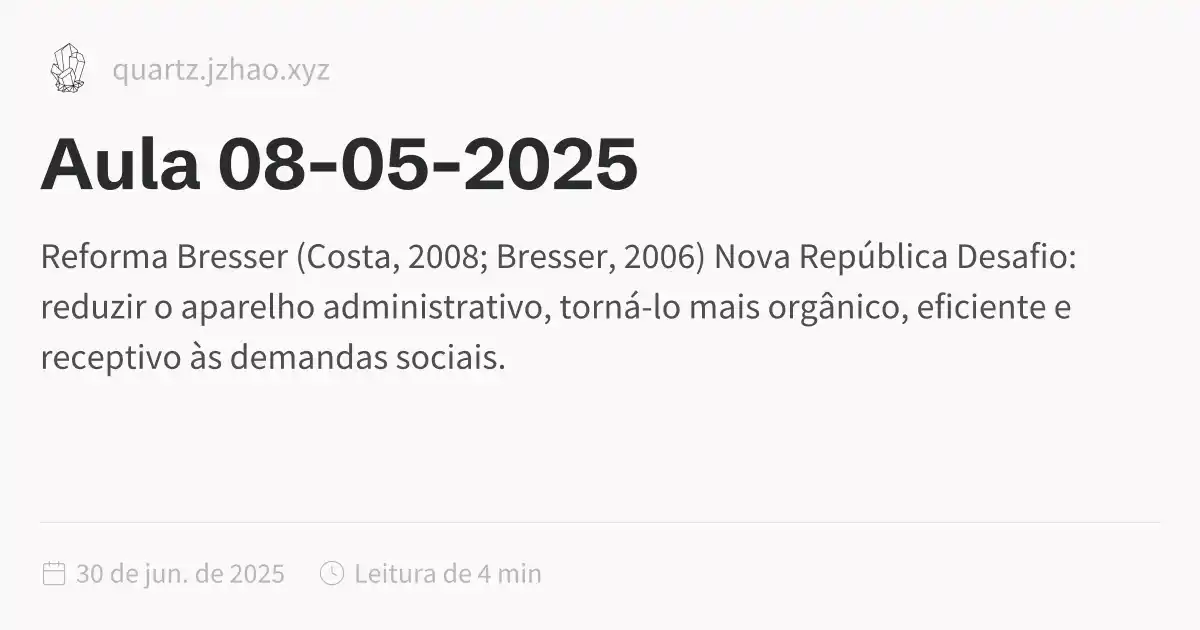 quartz.jzhao.xyz
Aula 08-05-2025
Reforma Bresser (Costa, 2008; Bresser, 2006) Nova República Desafio:
reduzir o aparelho administrativo, torná-lo mais orgânico, eficiente e
receptivo às demandas sociais.
30 de jun. de 2025 Leitura de 4 min